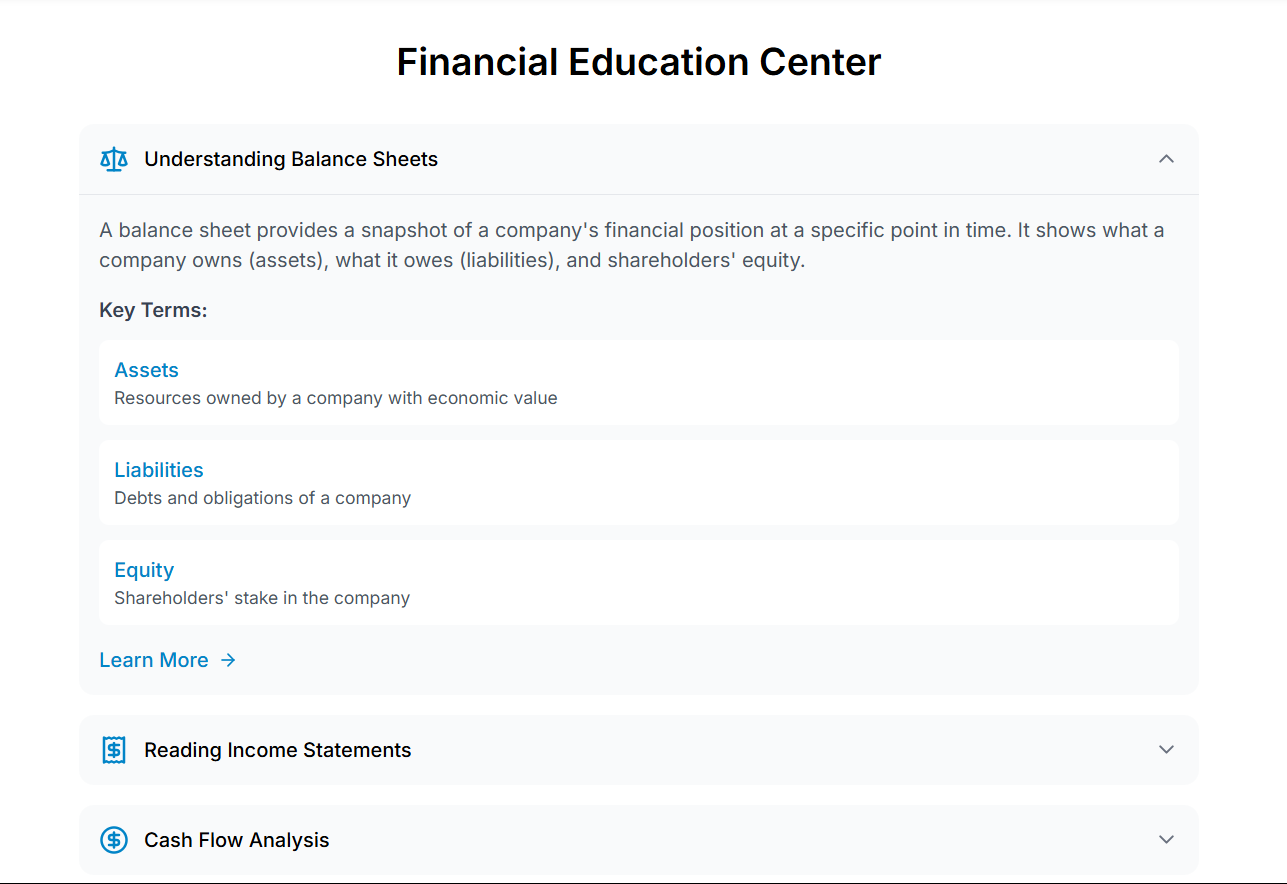 Financial Education Center
Understanding Balance Sheets
A balance sheet provides a snapshot of a company's financial position at a specific point in time. It shows what a
company owns (assets), what it owes (liabilities), and shareholders' equity.
Key Terms:
Assets
Resources owned by a company with economic value
Liabilities
Debts and obligations of a company
Equity
Shareholders' stake in the company
Learn More →
Reading Income Statements
Cash Flow Analysis